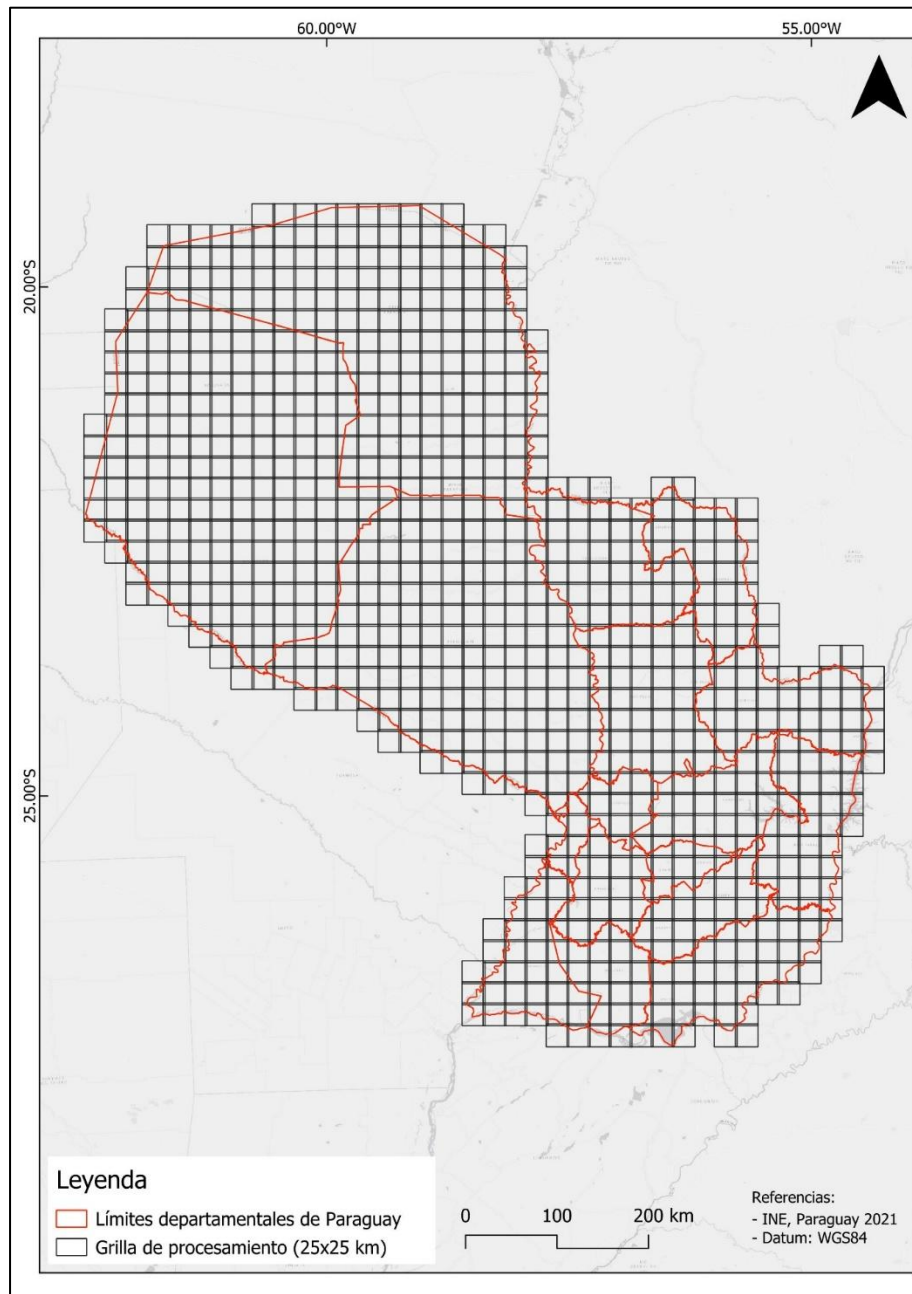 60.00°W
55.00°W
20.00°S
25.00°S
Leyenda
Límites departamentales de Paraguay
Grilla de procesamiento (25x25 km)
0
100
200 km
Referencias:
- INE, Paraguay 2021
- Datum: WGS84